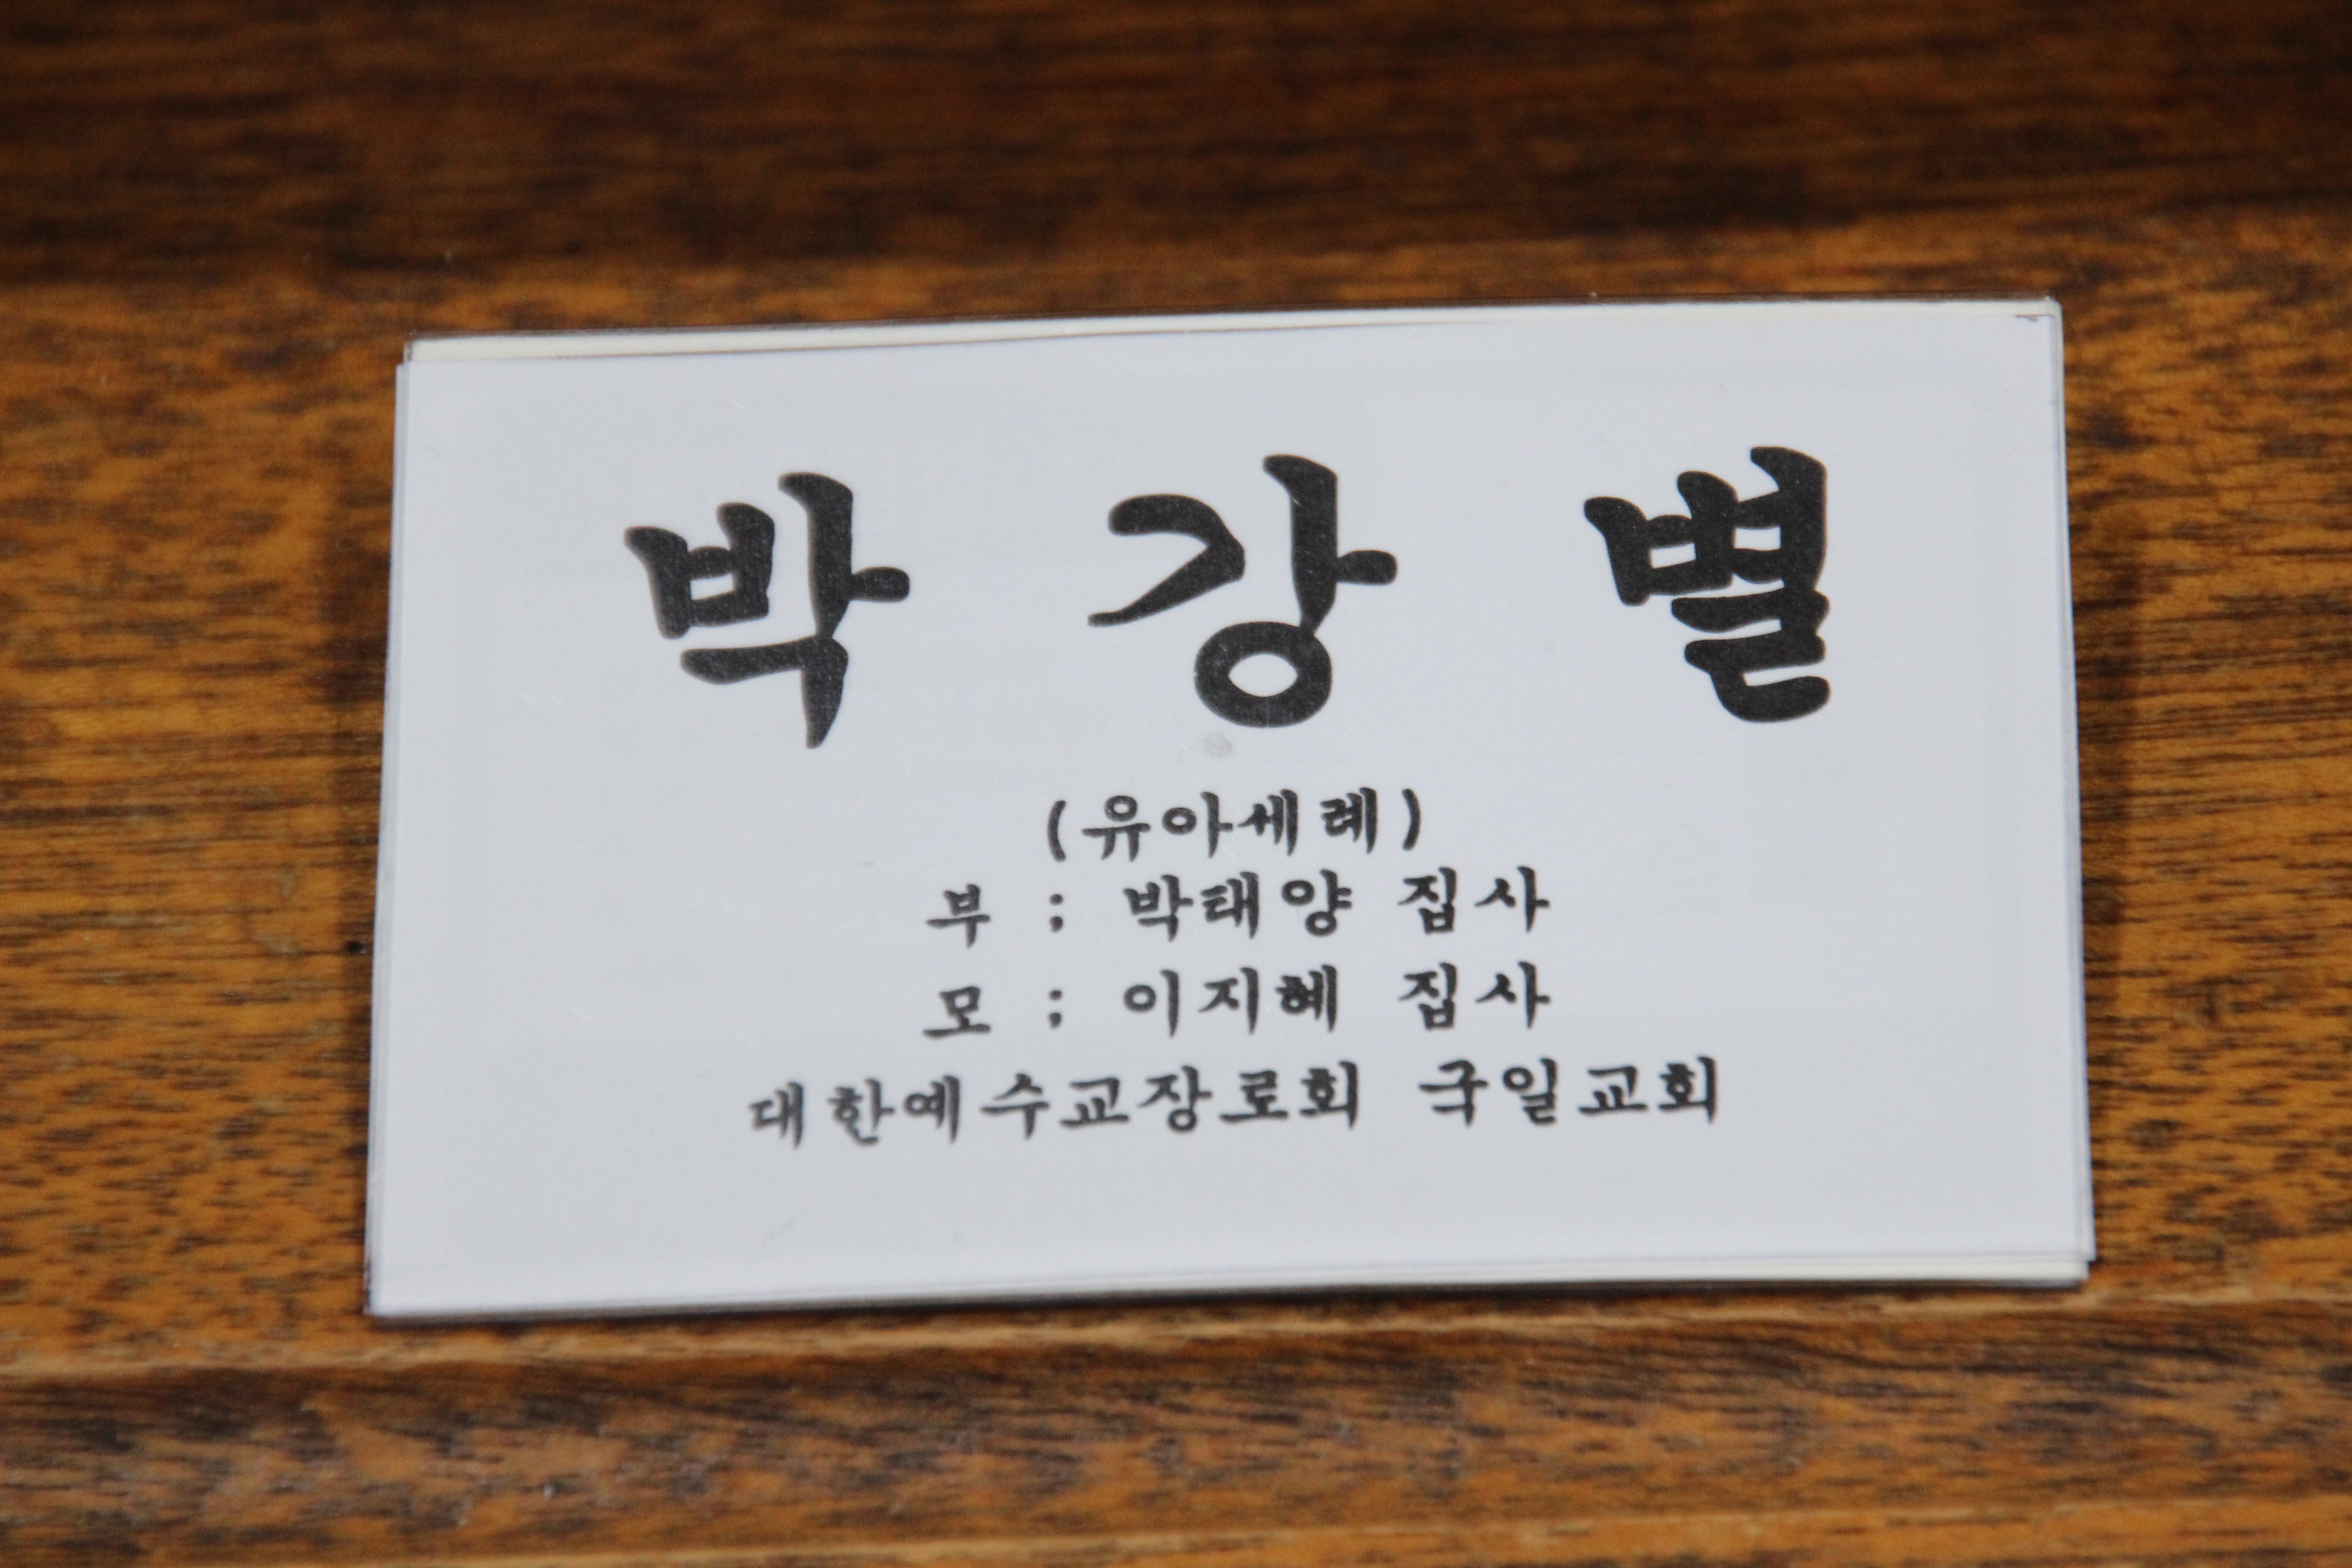 박 강 별
(유아세례)
부 ; 박태양 집사
모 ; 이지혜 집사
대한예수교장로회 국일교회